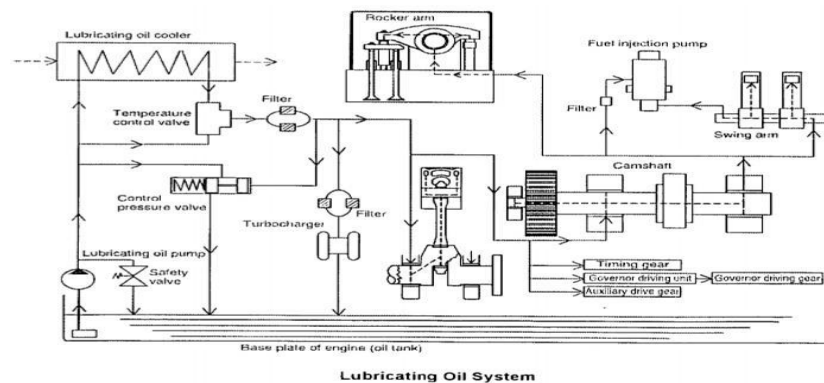 Rocker arm
Lubricating oil cooler
Fuel injection pump
Filter
Temperature
control valve
Filter
Swing arm
Camshaft
Control
pressure valve
Turbocharger
Filter
Lubricating oil pump
Safety
valve
Timing gear
Governor driving unit
Governor driving gear
Auxiliary drive gear
Base plate of engine (oil tank)
Lubricating Oil System